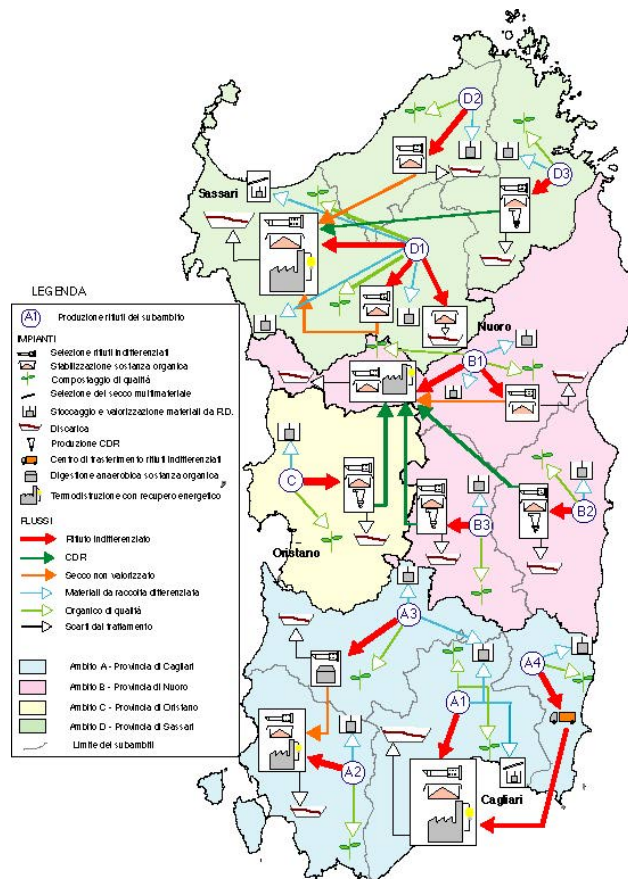 D2
D3
Sassari
D1
LEGENDA
A1 Produzione rifiuti del subambito
Nuoro
IMPIANTI
B1
Selezione rifiuti indifferenziati
Stabilizzazione sostanza organica
Compostaggio di qualità
Selezione del secco multimateriale
Stoccaggio e valorizzazione materiali da R.D.
Discarica
Produzione CDR
Centro di trasferimento rifiuti indifferenziati
Digestione anaerobica sostanza organica
Termodistruzione con recupero energetico
C
B2
B3
FLUSSI
Rifiuto indifferenziato
CDR
Oristano
Secco non valorizzato
Materiali da raccolta differenziata
Organico di qualità
Scarti dal trattamento
A3
A4
Ambito A - Provincia di Cagliari
Ambito B - Provincia di Nuoro
Ambito C - Provincia di Oristano
Ambito D - Provincia di Sassari
Limite dei subambiti
A1
A2
Cagliari